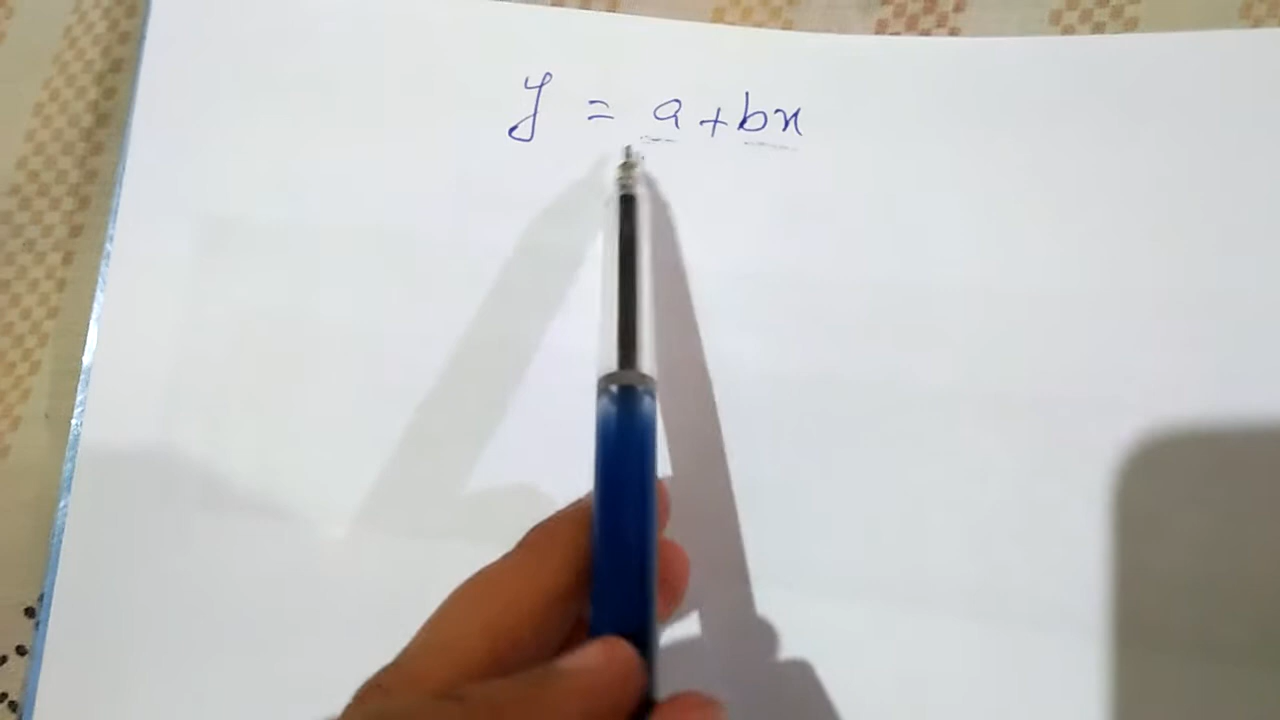 y = a + bx